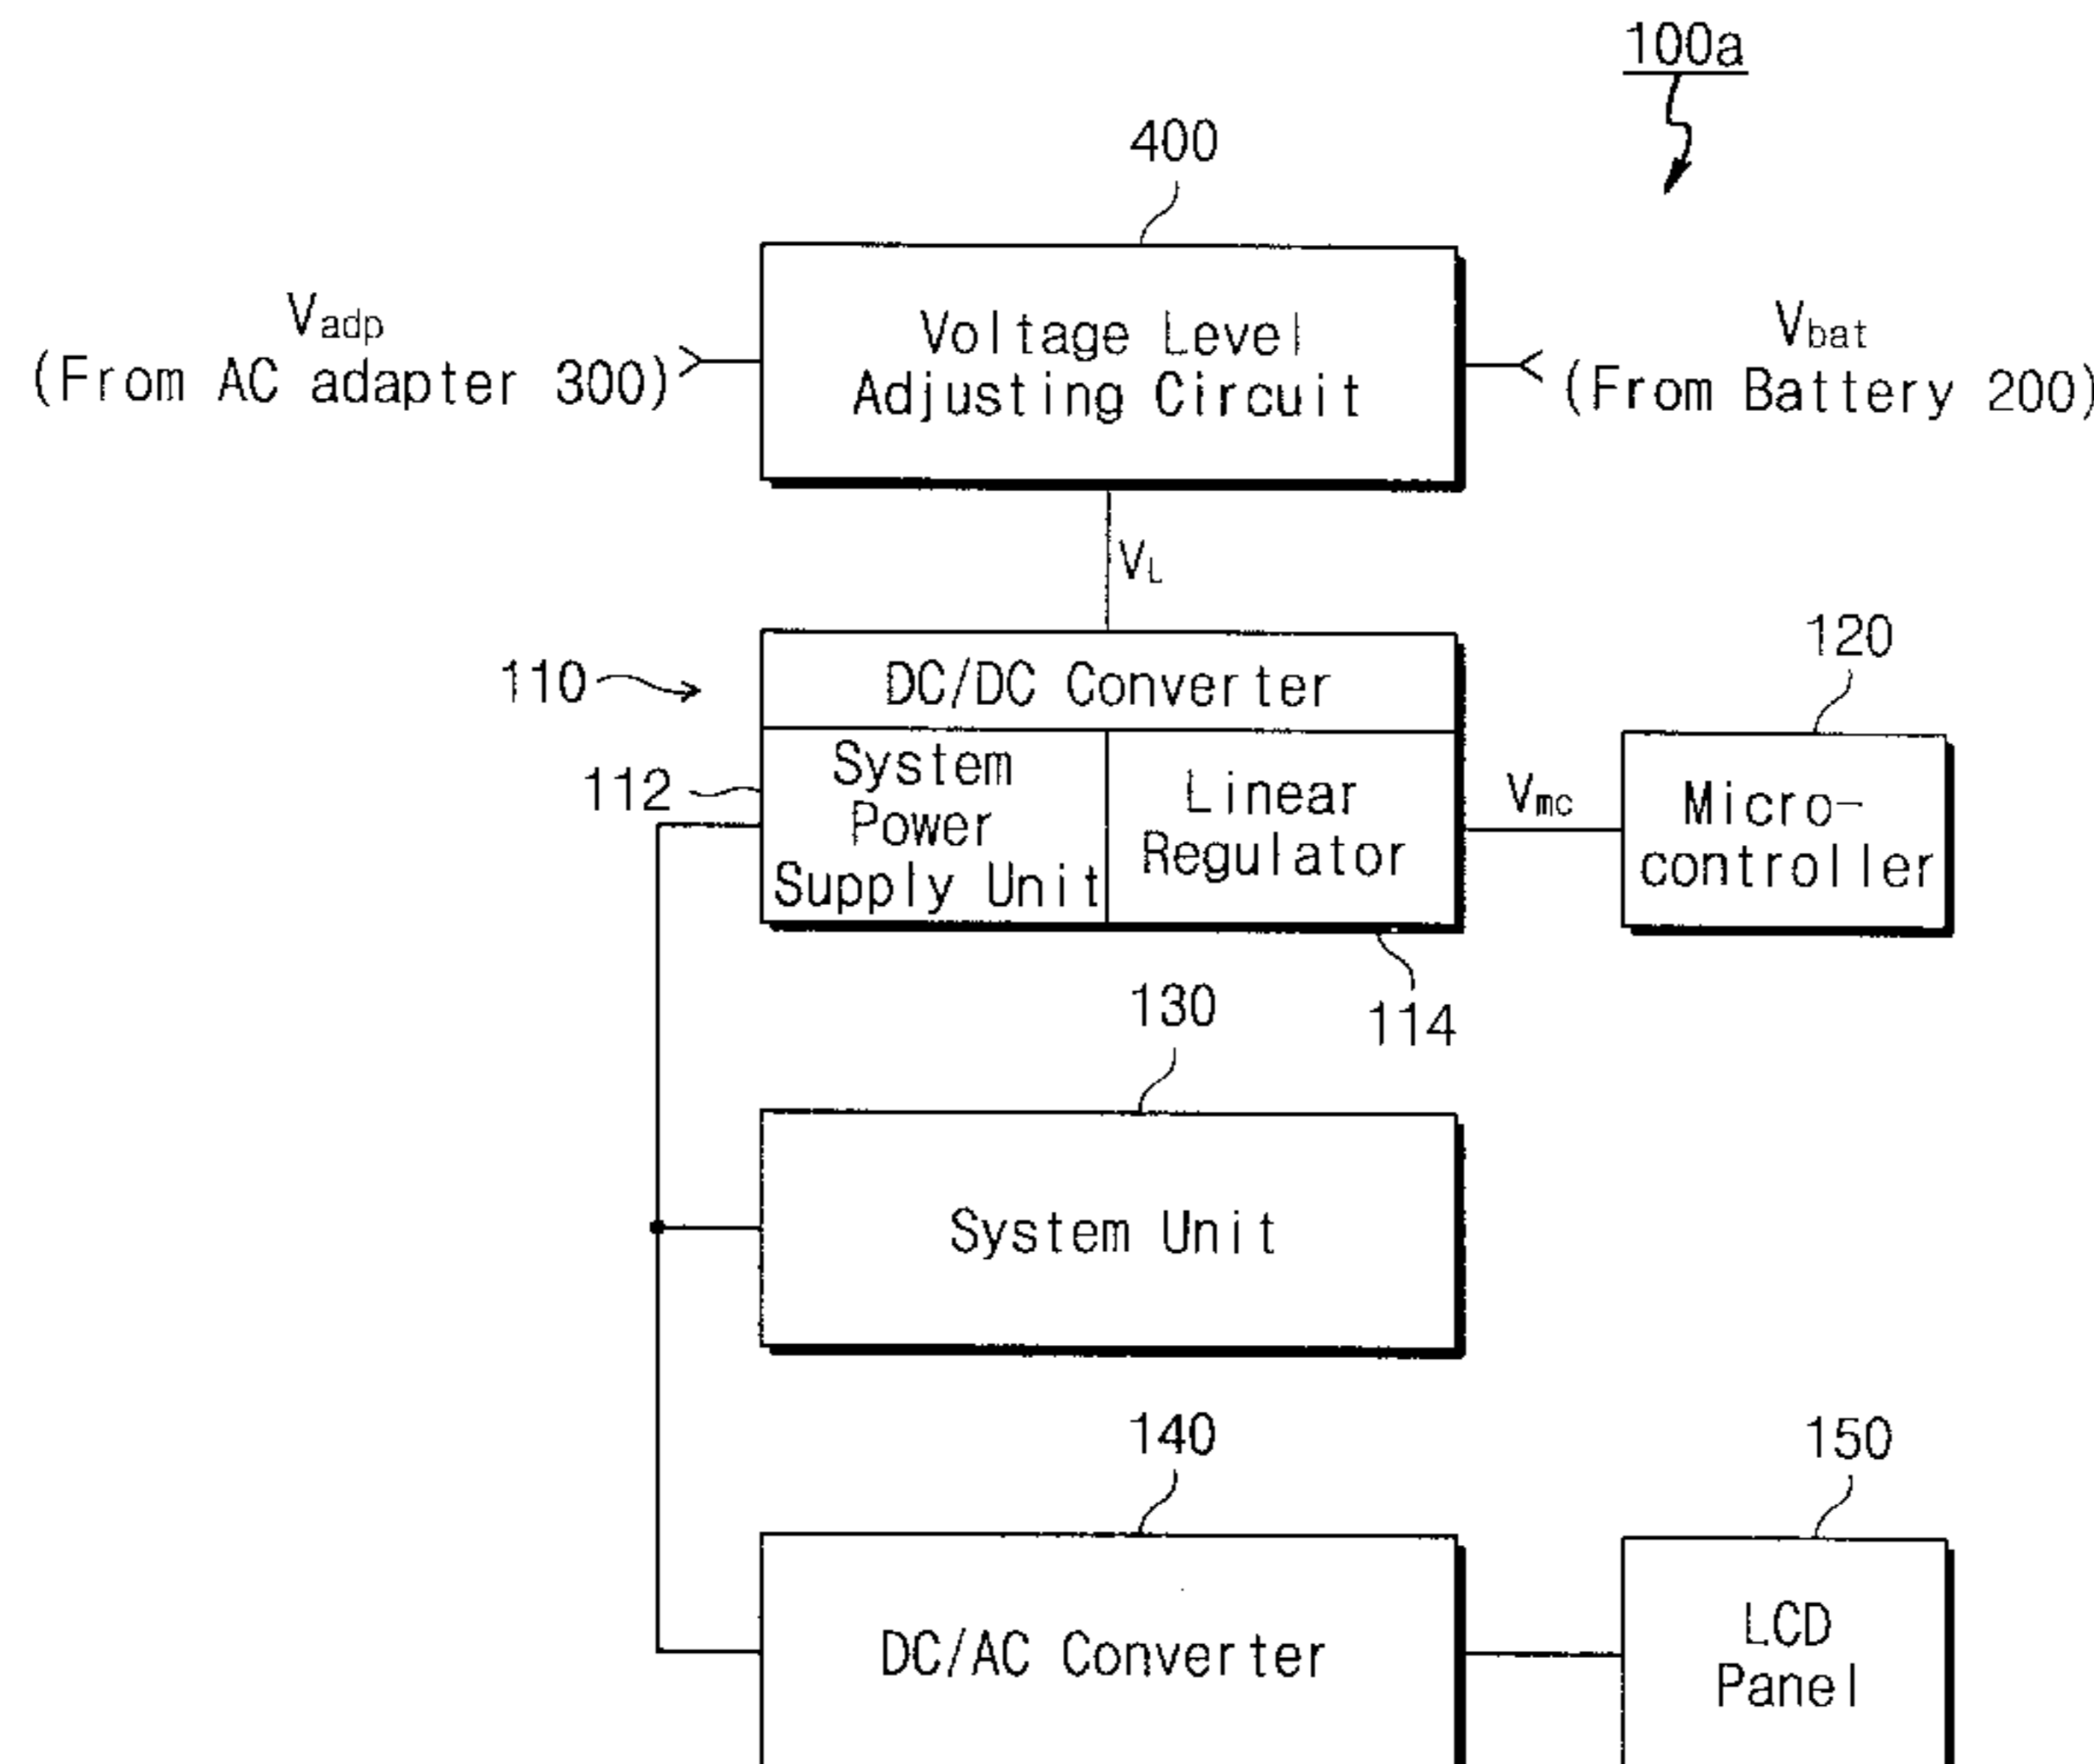 100a
400
Vadp
(From AC adapter 300)
Voltage Level
Adjusting Circuit
Vbat
(From Battery 200)
VL
110
DC/DC Converter
120
112
System
Power
Supply Unit
Linear
Regulator
Vmc
Micro-
controller
114
130
System Unit
140
150
DC/AC Converter
LCD
Panel